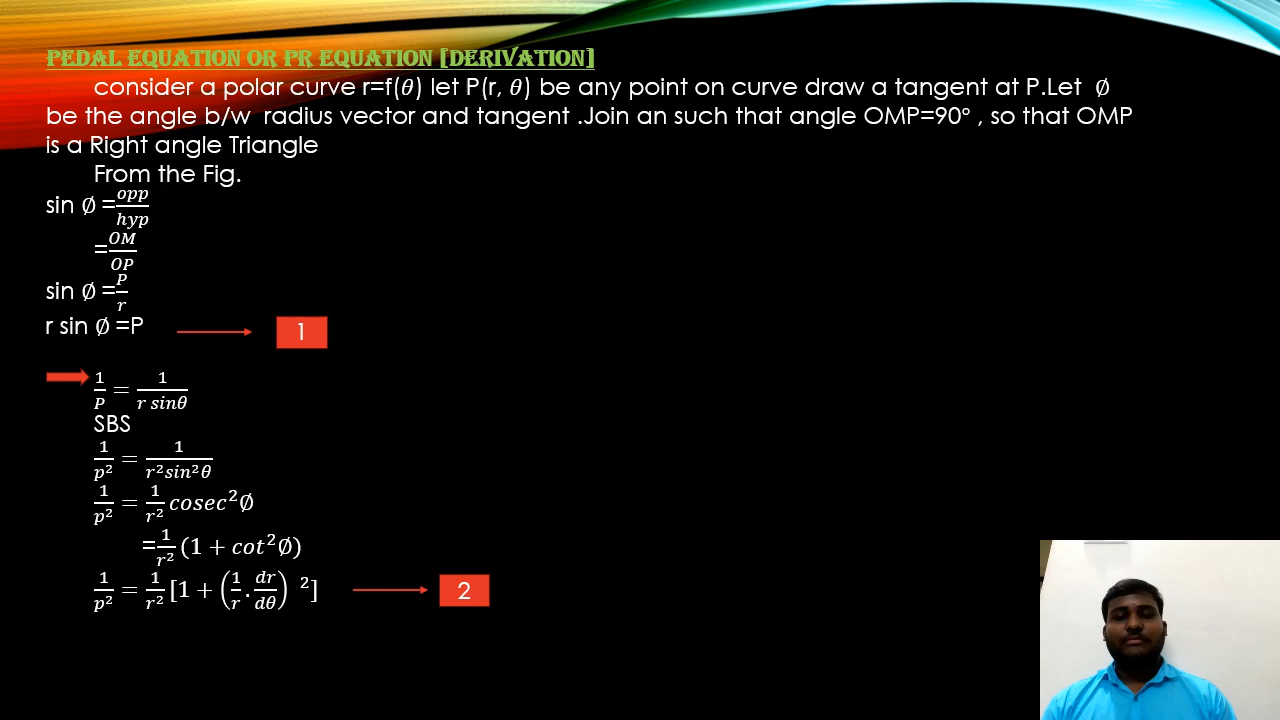 PEDAL EQUATION OR PR EQUATION [DERIVATION]
consider a polar curve r=f(𝜃) let P(r, 𝜃) be any point on curve draw a tangent at P.Let ∅
be the angle b/w radius vector and tangent .Join an such that angle OMP=90° , so that OMP
is a Right angle Triangle
From the Fig.
sin ∅ =opp/hyp
=OM/OP
sin ∅ =P/r
r sin ∅ =P 1
1/P = 1/(r sinθ)
SBS
1/p² = 1/(r²sin²θ)
1/p² = 1/r² cosec²∅
=1/r² (1 + cot²∅)
1/p² = 1/r² [1 + (1/r . dr/dθ) ²] 2